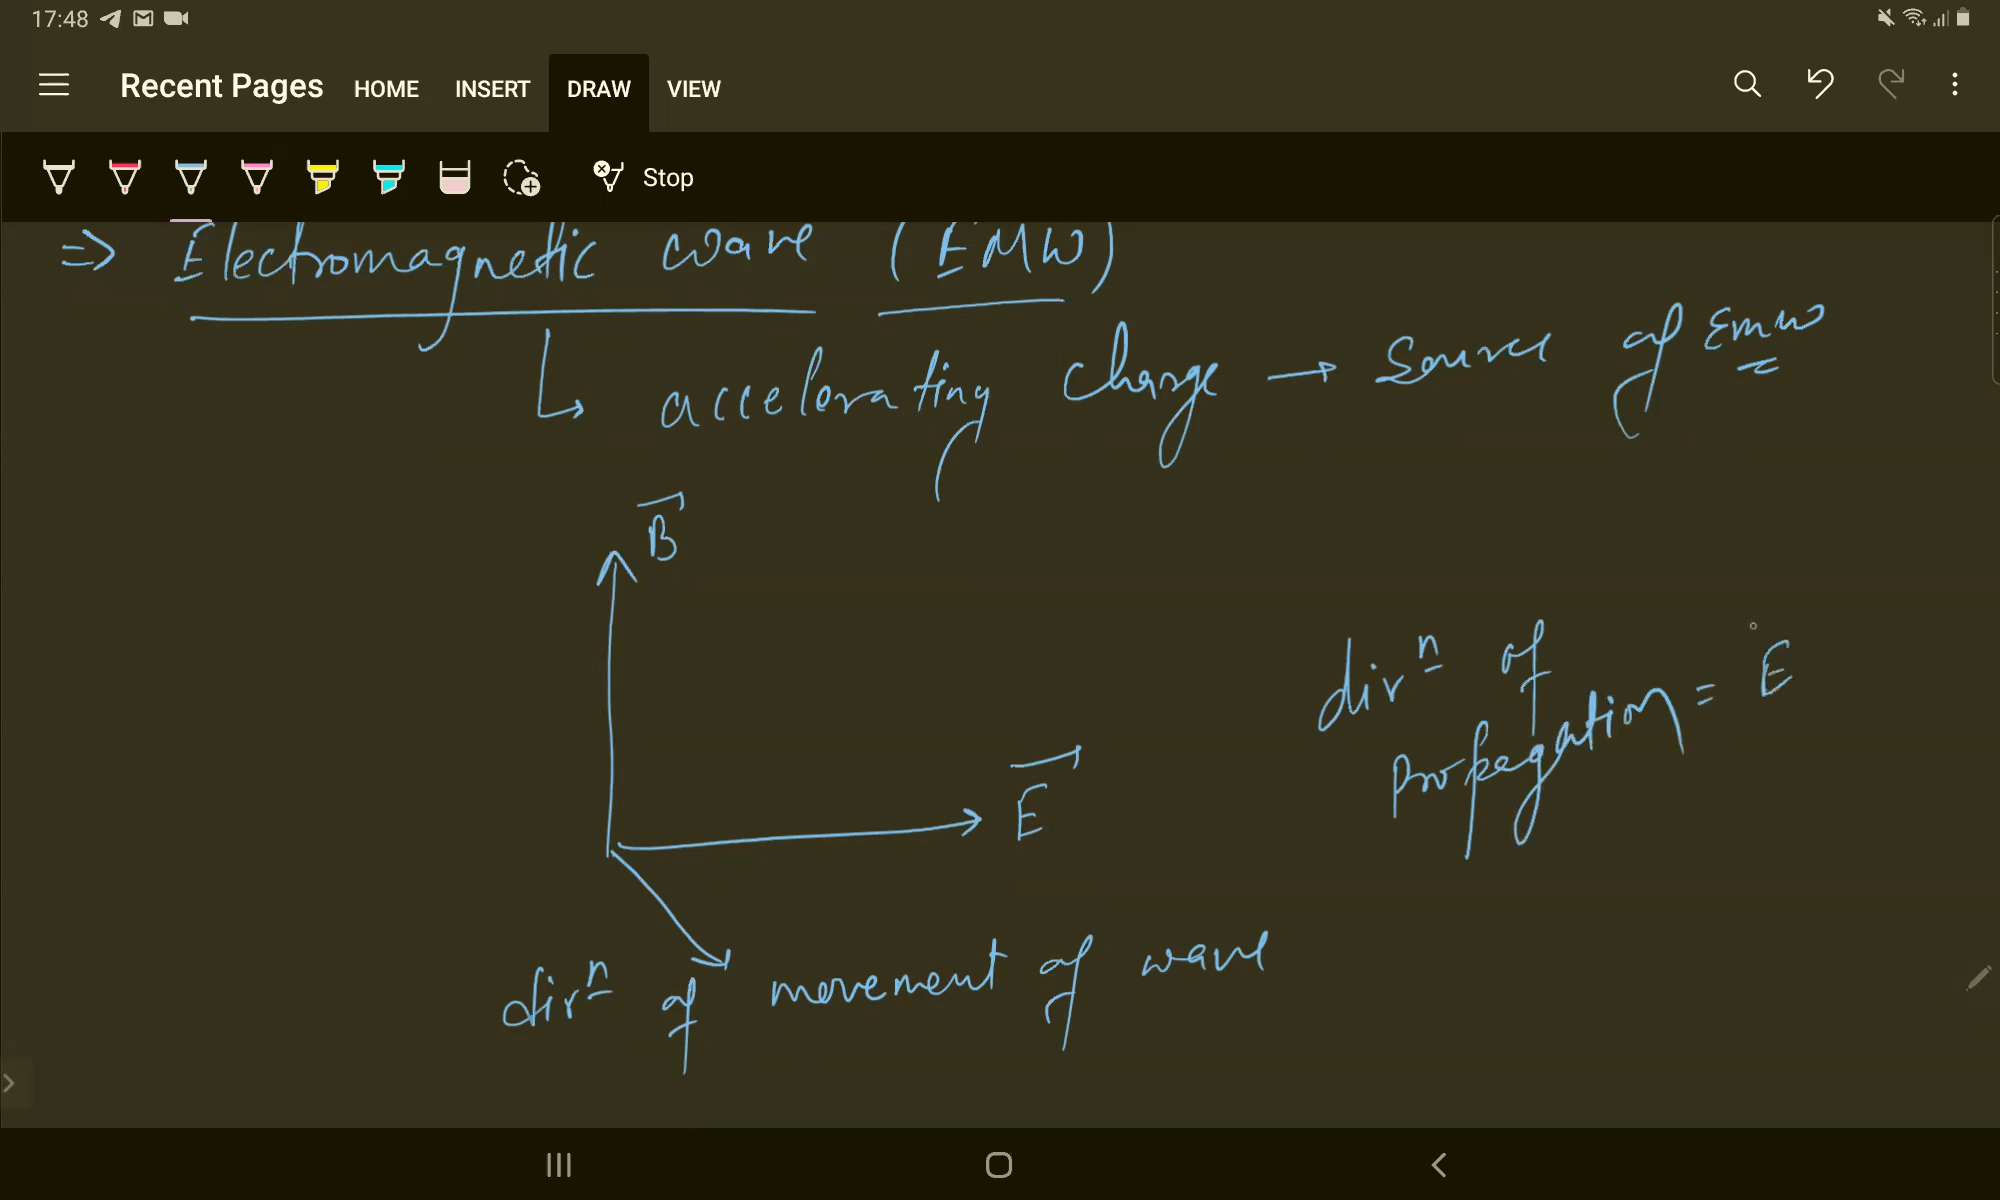 17:48
Recent Pages HOME INSERT DRAW VIEW
Stop
=> Electromagnetic wave (EMW)
↳ accelerating charge → Source of EMW
B
dirⁿ of
propagation = E
E
dirⁿ of movement of wave